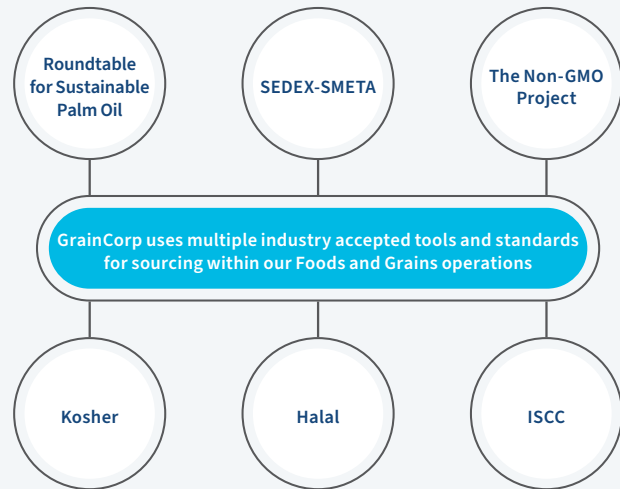 Roundtable
for Sustainable
Palm Oil
SEDEX-SMETA
The Non-GMO
Project
GrainCorp uses multiple industry accepted tools and standards
for sourcing within our Foods and Grains operations
Kosher
Halal
ISCC